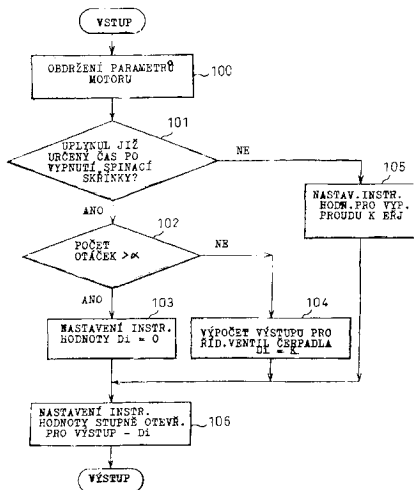 VSTUP
OBDRŽENÍ PARAMETRŮ
MOTORU
100
101
UPLYNUL JIŽ
URČENÝ ČAS PO
VYPNUTÍ SPINACÍ
SKŘÍNKY?
NE
105
NASTAV.INSTR.
HODN.PRO VYP.
PROUDU K EŘJ
ANO
102
POČET
OTÁČEK >α
NE
ANO
103
104
NASTAVENÍ INSTR.
HODNOTY Di = O
VÝPOČET VÝSTUPU PRO
ŘÍD.VENTIL ČERPADLA
Di = K
NASTAVENÍ INSTR.
HODNOTY STUPNĚ OTEVŘ.
PRO VÝSTUP - Di
106
VÝSTUP